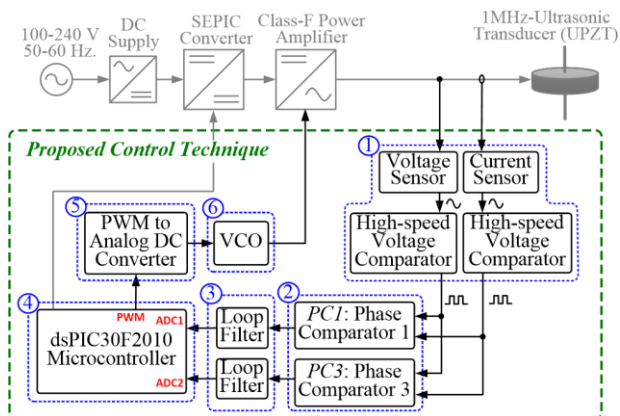 100-240 V
50-60 Hz.
DC
Supply
SEPIC
Converter
Class-F Power
Amplifier
1MHz-Ultrasonic
Transducer (UPZT)
Proposed Control Technique
1
Voltage
Sensor
Current
Sensor
High-speed
Voltage
Comparator
High-speed
Voltage
Comparator
5
PWM to
Analog DC
Converter
6
VCO
4
PWM
ADC1
dsPIC30F2010
Microcontroller
ADC2
3
Loop
Filter
Loop
Filter
2
PC1: Phase
Comparator 1
PC3: Phase
Comparator 3